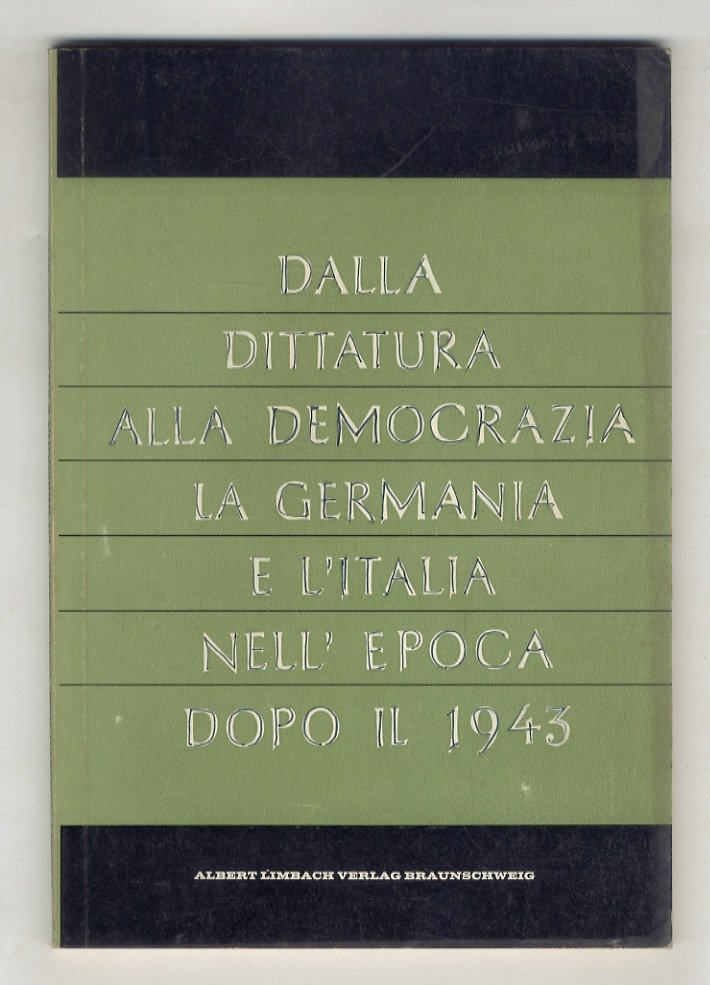 DALLA
DITTATURA
ALLA DEMOCRAZIA
LA GERMANIA
E L'ITALIA
NELL' EPOCA
DOPO IL 1943
ALBERT LIMBACH VERLAG BRAUNSCHWEIG